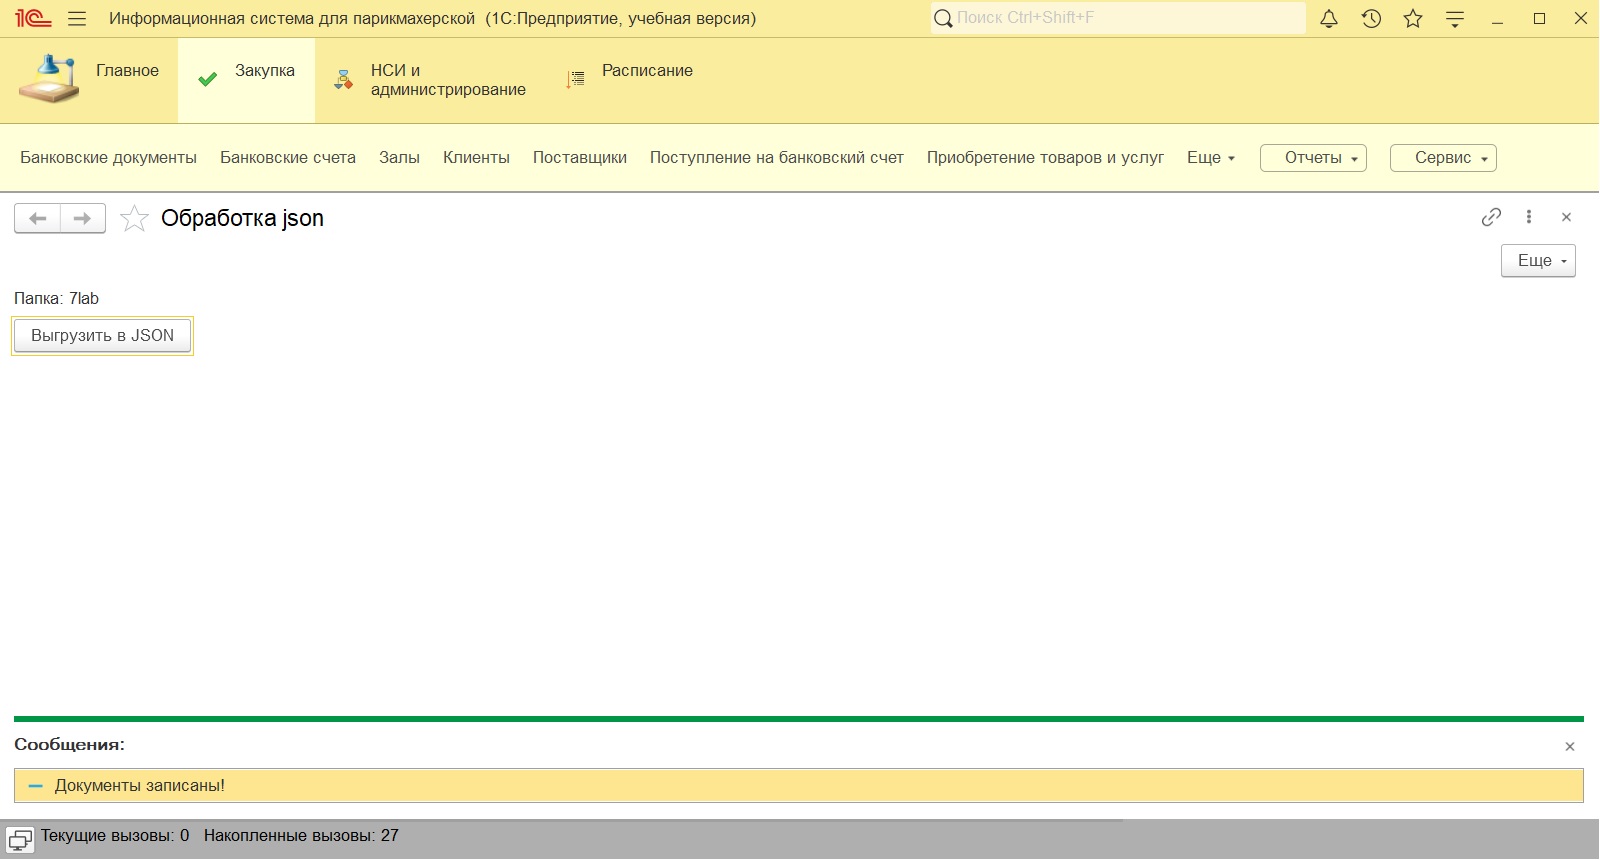 Информационная система для парикмахерской (1С:Предприятие, учебная версия)
Поиск Ctrl+Shift+F
Главное
Закупка
НСИ и
администрирование
Расписание
Банковские документы Банковские счета Залы Клиенты Поставщики Поступление на банковский счет Приобретение товаров и услуг Еще Отчеты Сервис
Обработка json
Еще
Папка: 7lab
Выгрузить в JSON
Сообщения:
Документы записаны!
Текущие вызовы: 0 Накопленные вызовы: 27